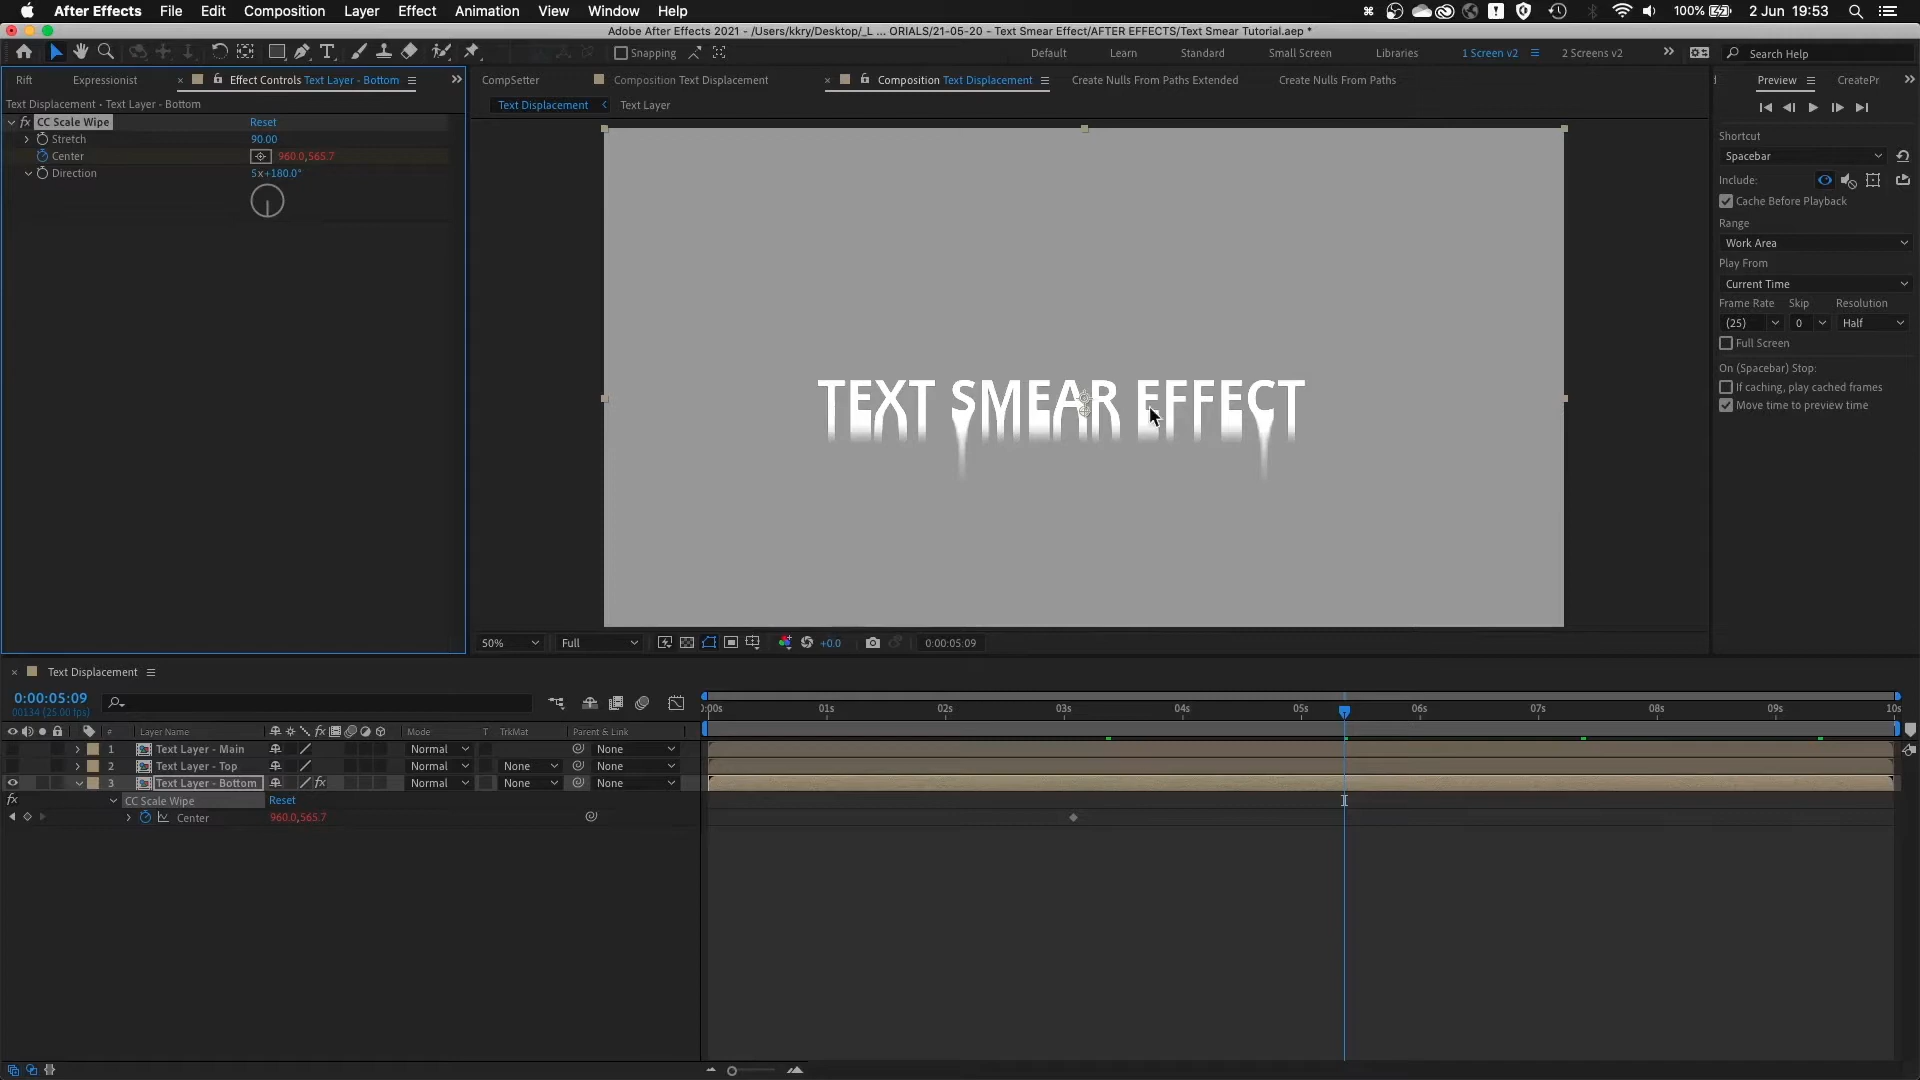 After Effects File Edit Composition Layer Effect Animation View Window Help 100% 2 Jun 19:53
Adobe After Effects 2021 - /Users/kkry/Desktop/_L ... ORIALS/21-05-20 - Text Smear Effect/AFTER EFFECTS/Text Smear Tutorial.aep *
Snapping Default Learn Standard Small Screen Libraries 1 Screen v2 2 Screens v2 Search Help
Rift Expressionist × Effect Controls Text Layer - Bottom CompSetter Composition Text Displacement × Composition Text Displacement Create Nulls From Paths Extended Create Nulls From Paths Preview CreatePr
Text Displacement • Text Layer - Bottom Text Displacement Text Layer
fx CC Scale Wipe Reset
Stretch 90.00
Center 960.0,565.7
Direction 5x+180.0°
Shortcut
Spacebar
Include:
Cache Before Playback
Range
Work Area
Play From
Current Time
Frame Rate Skip Resolution
(25) 0 Half
Full Screen
On (Spacebar) Stop:
If caching, play cached frames
Move time to preview time
TEXT SMEAR EFFECT
50% Full +0.0 0:00:05:09
× Text Displacement
0:00:05:09
00134 (25.00 fps)
:00s 01s 02s 03s 04s 05s 06s 07s 08s 09s 10s
# Layer Name fx Mode T TrkMat Parent & Link
1 Text Layer - Main Normal None
2 Text Layer - Top Normal None None
3 Text Layer - Bottom fx Normal None None
fx CC Scale Wipe Reset
Center 960.0,565.7